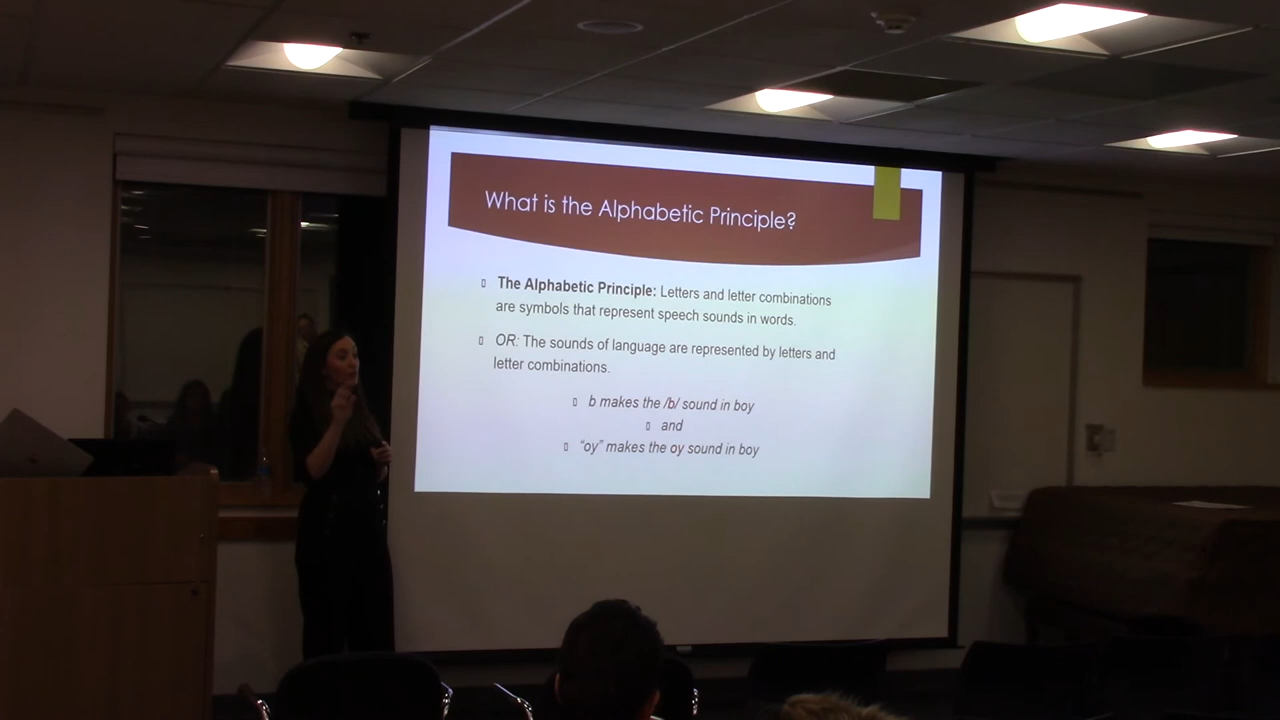 What is the Alphabetic Principle?
The Alphabetic Principle: Letters and letter combinations
are symbols that represent speech sounds in words.
OR: The sounds of language are represented by letters and
letter combinations.
b makes the /b/ sound in boy
and
“oy” makes the oy sound in boy